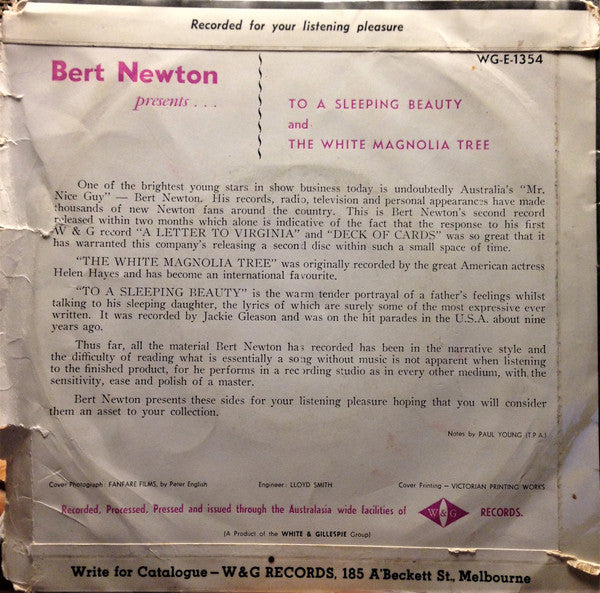 Recorded for your listening pleasure
WG-E-1354
Bert Newton
presents . . .
TO A SLEEPING BEAUTY
and
THE WHITE MAGNOLIA TREE
One of the brightest young stars in show business today is undoubtedly Australia's "Mr.
Nice Guy" — Bert Newton. His records, radio, television and personal appearances have made
thousands of new Newton fans around the country. This is Bert Newton's second record
released within two months which alone is indicative of the fact that the response to his first
W & G record "A LETTER TO VIRGINIA" and "DECK OF CARDS" was so great that it
has warranted this company's releasing a second disc within such a small space of time.
"THE WHITE MAGNOLIA TREE" was originally recorded by the great American actress
Helen Hayes and has become an international favourite.
"TO A SLEEPING BEAUTY" is the warm tender portrayal of a father's feelings whilst
talking to his sleeping daughter, the lyrics of which are surely some of the most expressive ever
written. It was recorded by Jackie Gleason and was on the hit parades in the U.S.A. about nine
years ago.
Thus far, all the material Bert Newton has recorded has been in the narrative style and
the difficulty of reading what is essentially a song without music is not apparent when listening
to the finished product, for he performs in a recording studio as in every other medium, with the
sensitivity, ease and polish of a master.
Bert Newton presents these sides for your listening pleasure hoping that you will consider
them an asset to your collection.
Notes by PAUL YOUNG (T.P.A.)
Cover Photograph: FANFARE FILMS, by Peter English
Engineer: LLOYD SMITH
Cover Printing – VICTORIAN PRINTING WORKS
Recorded, Processed, Pressed and issued through the Australasia wide facilities of W&G RECORDS.
(A Product of the WHITE & GILLESPIE Group)
Write for Catalogue – W&G RECORDS, 185 A'Beckett St., Melbourne